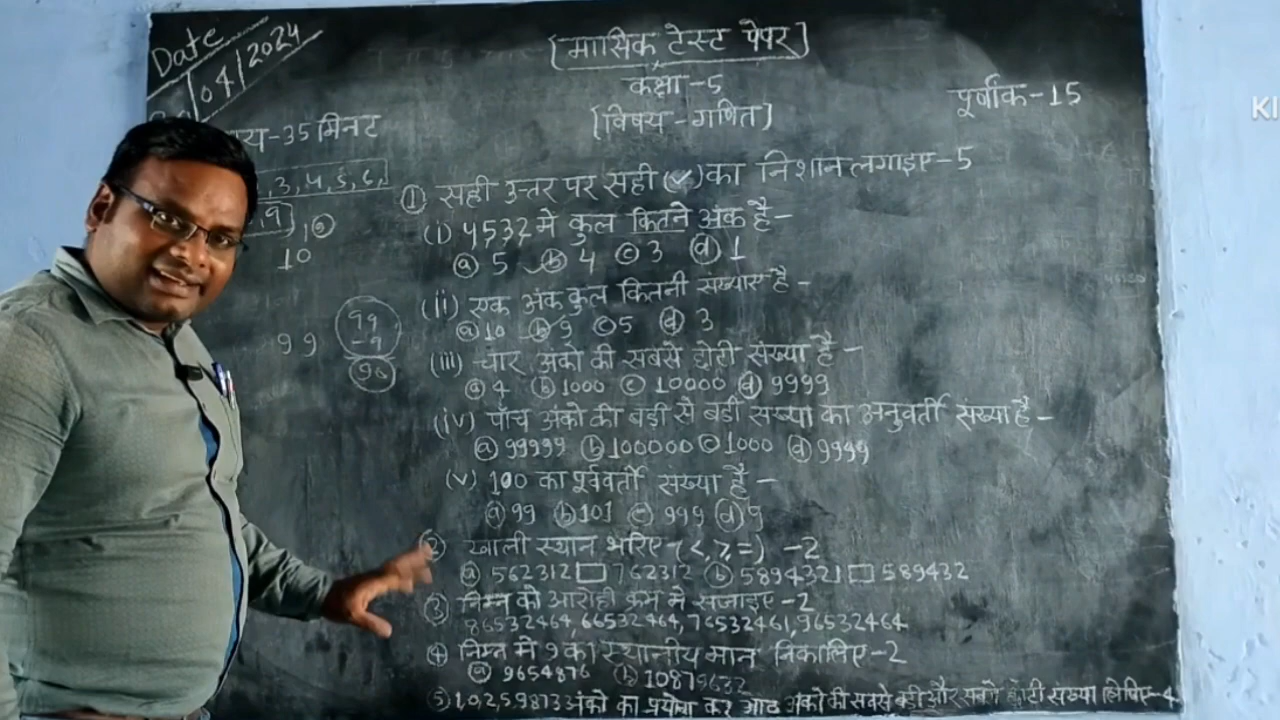 Date
/04/2024
[मासिक टेस्ट पेपर]
कक्षा-5
[विषय-गणित]
पूर्णांक-15
KI
य-35 मिनट
,3,4,5,6,
,9)
10
99
99
-9
90
① सही उत्तर पर सही (✓) का निशान लगाइए-5
(i) 4532 मे कुल कितने अंक है-
ⓐ 5 ⓑ 4 ⓒ 3 ⓓ 1
(ii) एक अंक कुल कितनी संख्याए है-
ⓐ 10 ⓑ 9 ⓒ 5 ⓓ 3
(iii) चार अंको की सबसे छोटी संख्या है-
ⓐ 4 ⓑ 1000 ⓒ 10000 ⓓ 9999
(iv) पाँच अंको की बड़ी से बड़ी संख्या का अनुवर्ती संख्या है-
ⓐ 99999 ⓑ 100000 ⓒ 1000 ⓓ 9999
(v) 100 का पूर्ववर्ती संख्या है-
ⓐ 99 ⓑ 101 ⓒ 999 ⓓ 9
② खाली स्थान भरिए-(<,>,=) -2
ⓐ 562312 □ 762312 ⓑ 5894321 □ 589432
③ निम्न को आरोही क्रम मे सजाइए-2
86532464, 66532464, 76532461, 96532464
④ निम्न मे 9 का स्थानीय मान निकालिए-2
ⓐ 9654876 ⓑ 10879632
⑤ 1,0,2,5,9,8,7,3 अंको का प्रयोग कर आठ अंको की सबसे बड़ी और सबसे छोटी संख्या लिखिए-4